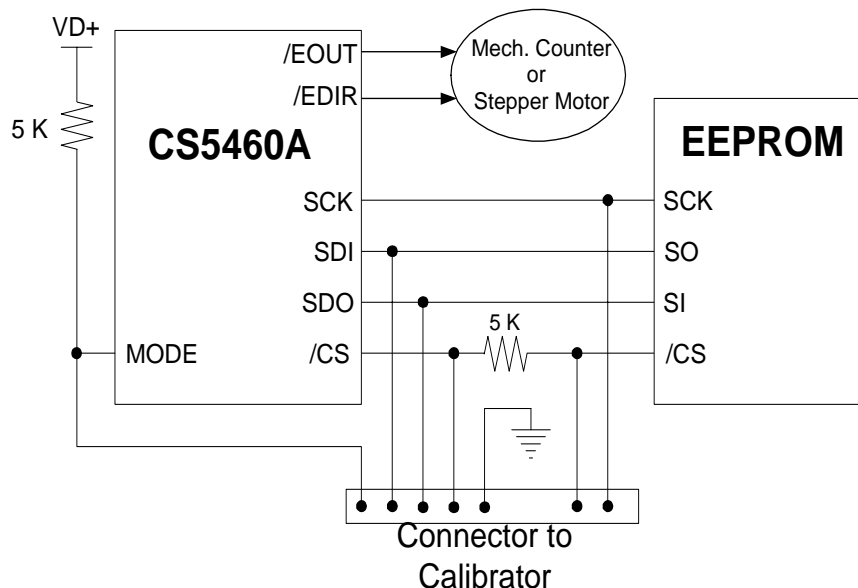 VD+
5 K
CS5460A
/EOUT
/EDIR
SCK
SDI
SDO
/CS
MODE
Mech. Counter
or
Stepper Motor
5 K
EEPROM
SCK
SO
SI
/CS
Connector to
Calibrator